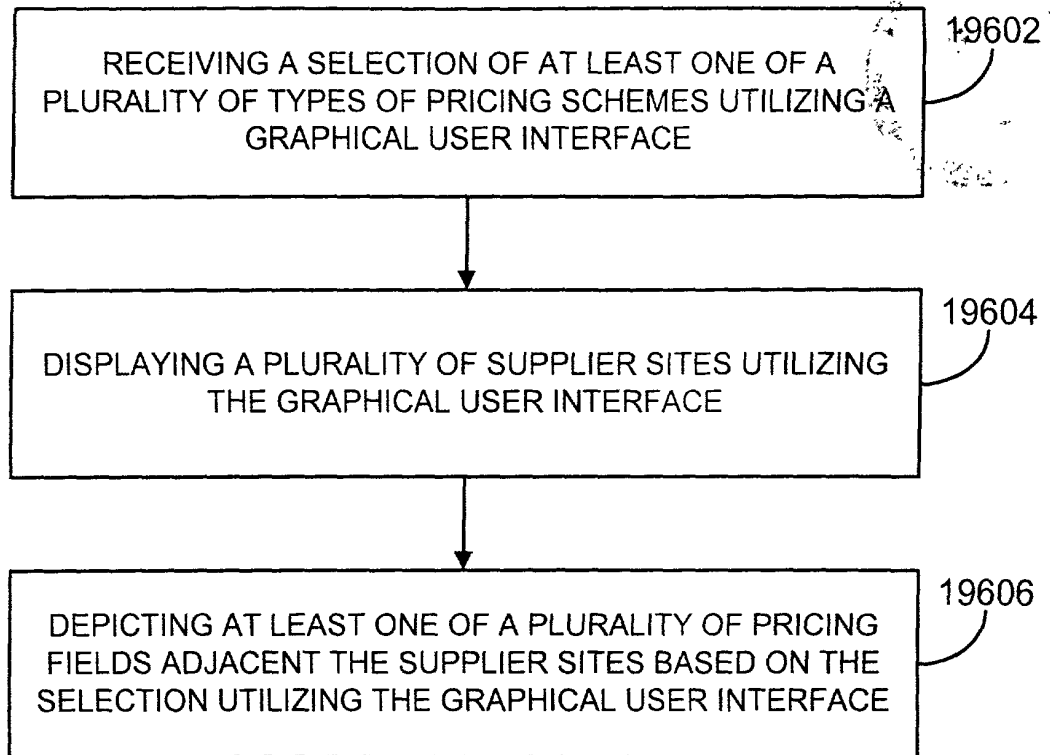 19602
RECEIVING A SELECTION OF AT LEAST ONE OF A
PLURALITY OF TYPES OF PRICING SCHEMES UTILIZING A
GRAPHICAL USER INTERFACE
19604
DISPLAYING A PLURALITY OF SUPPLIER SITES UTILIZING
THE GRAPHICAL USER INTERFACE
19606
DEPICTING AT LEAST ONE OF A PLURALITY OF PRICING
FIELDS ADJACENT THE SUPPLIER SITES BASED ON THE
SELECTION UTILIZING THE GRAPHICAL USER INTERFACE